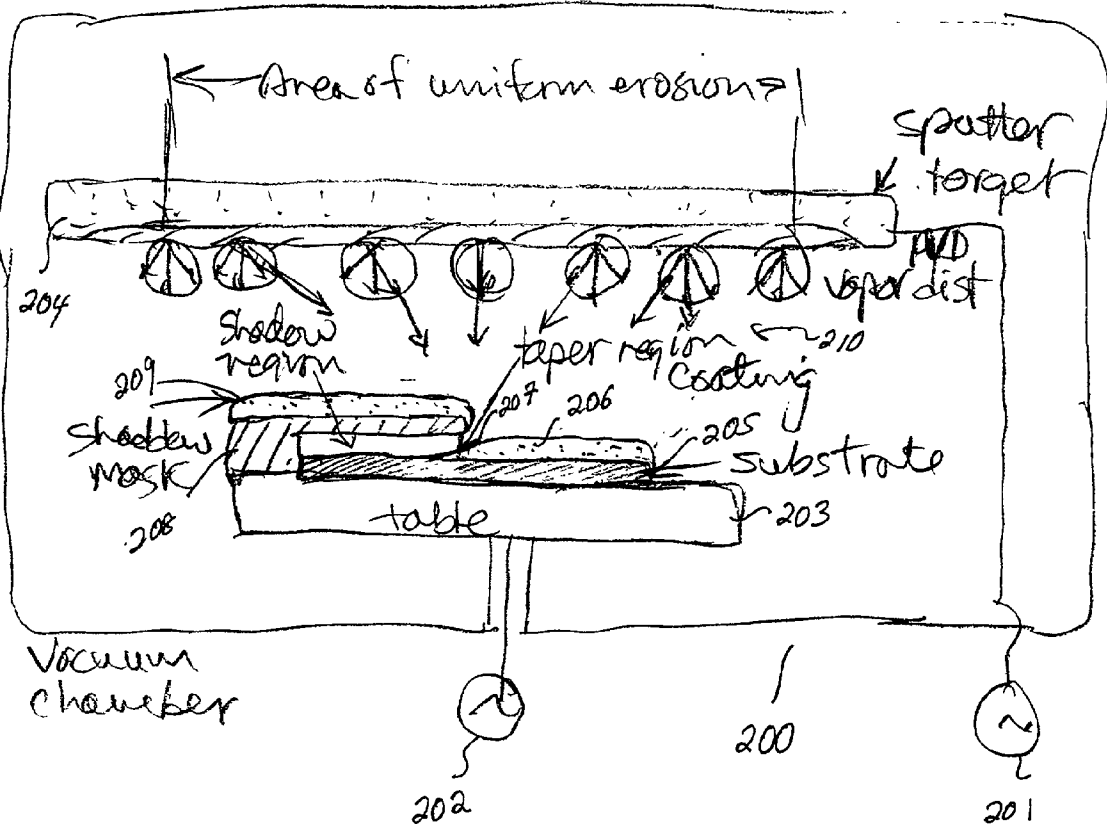 Area of uniform erosion
sputter
target
PVD
vapor dist
204
shadow
region
taper region
210
coating
209
207
206
205
shadow
mask
substrate
208
table
203
Vacuum
chamber
200
202
201